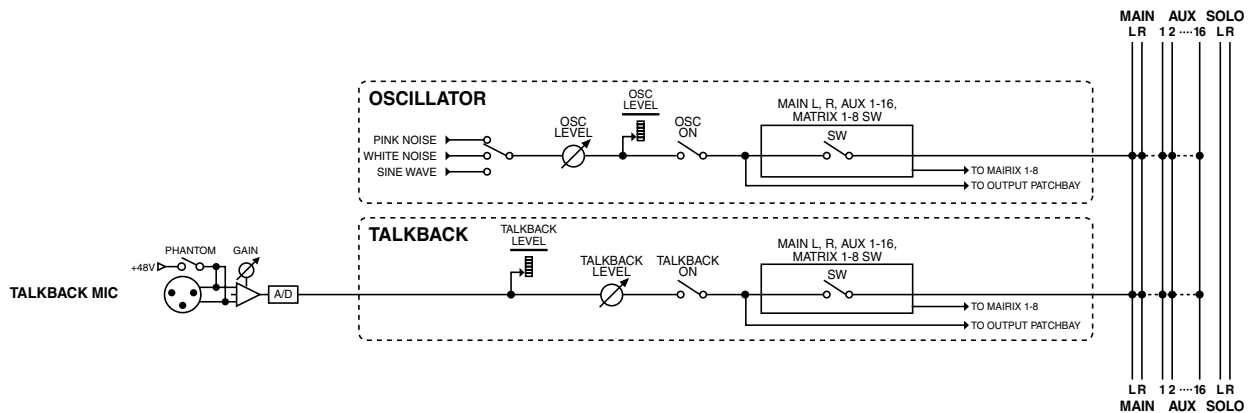 MAIN AUX SOLO
L R 1 2 ···· 16 L R
OSCILLATOR
OSC
LEVEL
MAIN L, R, AUX 1-16,
MATRIX 1-8 SW
PINK NOISE
WHITE NOISE
SINE WAVE
OSC
LEVEL
OSC
ON
SW
TO MAIRIX 1-8
TO OUTPUT PATCHBAY
TALKBACK
TALKBACK
LEVEL
MAIN L, R, AUX 1-16,
MATRIX 1-8 SW
PHANTOM
GAIN
+48V
TALKBACK
LEVEL
TALKBACK
ON
SW
TALKBACK MIC
A/D
TO MAIRIX 1-8
TO OUTPUT PATCHBAY
L R 1 2 ···· 16 L R
MAIN AUX SOLO